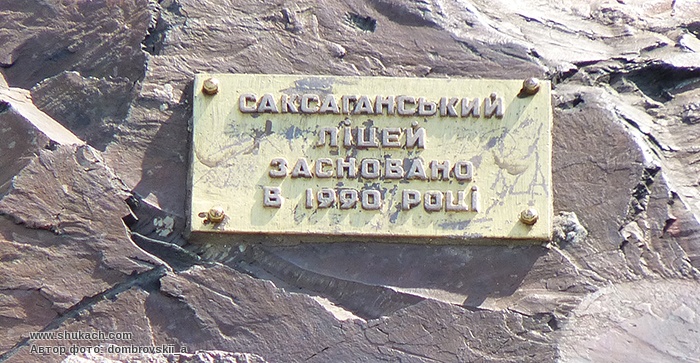 САКСАГАНСЬКИЙ
ЛІЦЕЙ
ЗАСНОВАНО
В 1990 РОЦІ
www.shukach.com
Автор фото: dombrovskii_a